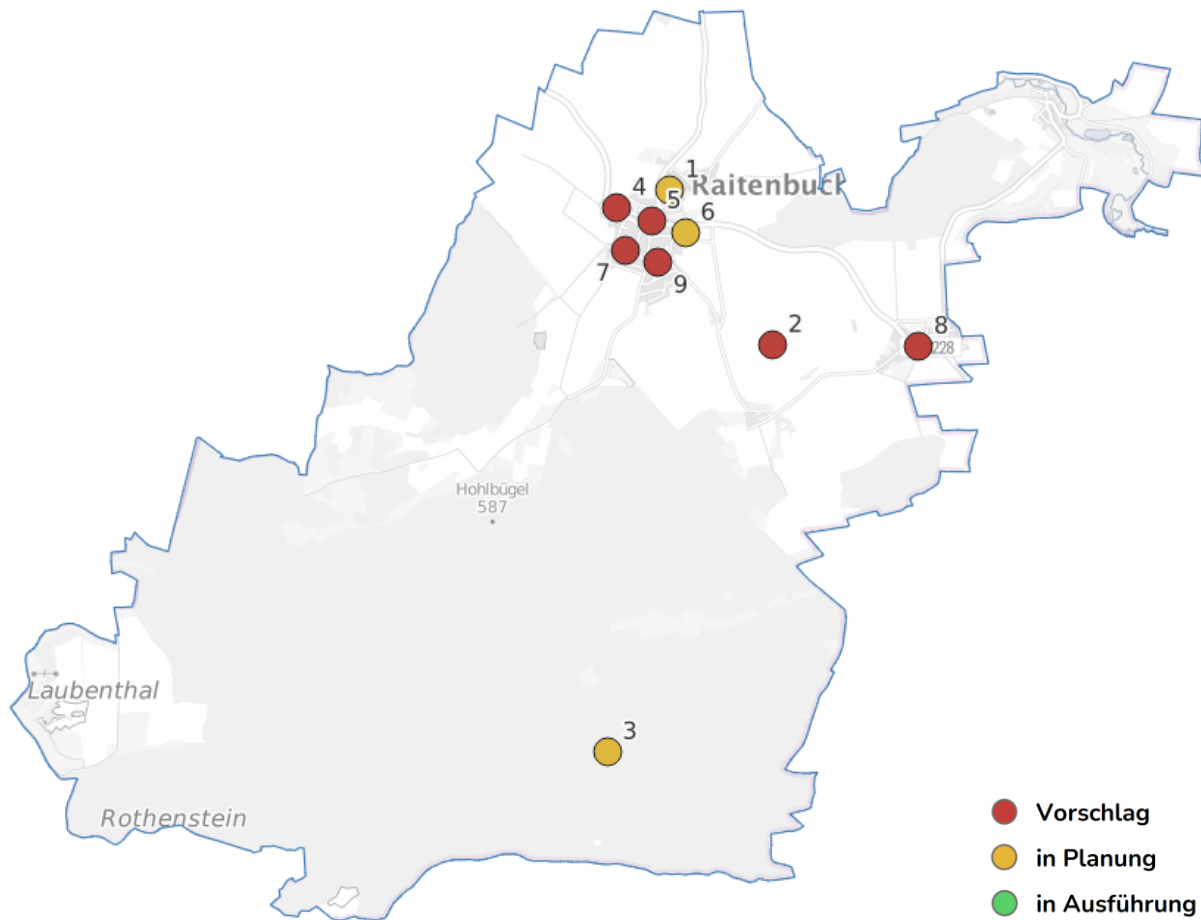 1
Raitenbuch
4
5
6
7
9
2
8
228
Hohlbügel
587
Laubenthal
3
Rothenstein
Vorschlag
in Planung
in Ausführung